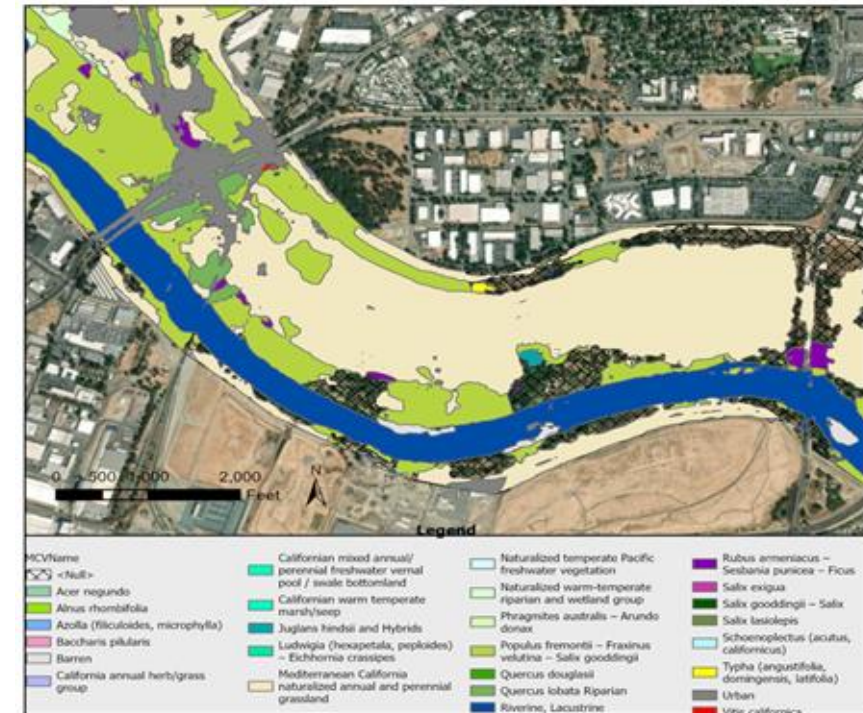 0 500 1,000 2,000
Feet
N
Legend
MCVName
<Null>
Acer negundo
Alnus rhombifolia
Azolla (filiculoides, microphylla)
Baccharis pilularis
Barren
California annual herb/grass
group
Californian mixed annual/
perennial freshwater vernal
pool / swale bottomland
Californian warm temperate
marsh/seep
Juglans hindsii and Hybrids
Ludwigia (hexapetala, peploides)
– Eichhornia crassipes
Mediterranean California
naturalized annual and perennial
grassland
Naturalized temperate Pacific
freshwater vegetation
Naturalized warm-temperate
riparian and wetland group
Phragmites australis – Arundo
donax
Populus fremontii – Fraxinus
velutina – Salix gooddingii
Quercus douglasii
Quercus lobata Riparian
Riverine, Lacustrine
Rubus armeniacus –
Sesbania punicea – Ficus
Salix exigua
Salix gooddingii – Salix
Salix lasiolepis
Schoenoplectus (acutus,
californicus)
Typha (angustifolia,
domingensis, latifolia)
Urban
Vitis californica